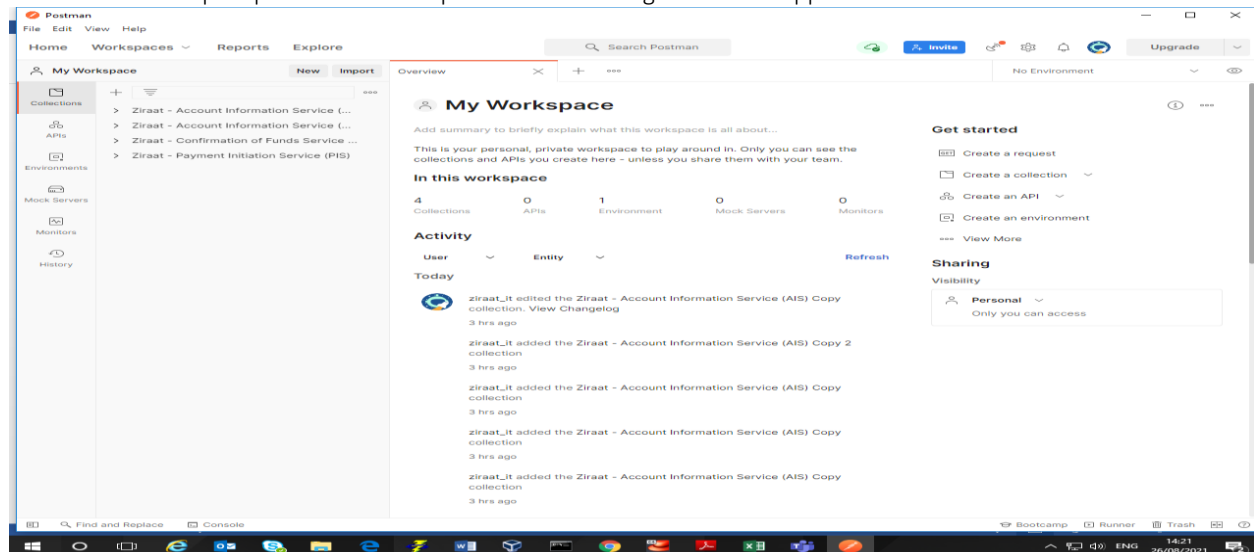 Postman
File Edit View Help
Home Workspaces Reports Explore Search Postman Invite Upgrade
My Workspace New Import Overview No Environment
Collections
APIs
Environments
Mock Servers
Monitors
History
Ziraat - Account Information Service (...
Ziraat - Account Information Service (...
Ziraat - Confirmation of Funds Service ...
Ziraat - Payment Initiation Service (PIS)
My Workspace
Add summary to briefly explain what this workspace is all about...
This is your personal, private workspace to play around in. Only you can see the
collections and APIs you create here - unless you share them with your team.
In this workspace
4 0 1 0 0
Collections APIs Environment Mock Servers Monitors
Activity
User Entity Refresh
Today
ziraat_it edited the Ziraat - Account Information Service (AIS) Copy
collection. View Changelog
3 hrs ago
ziraat_it added the Ziraat - Account Information Service (AIS) Copy 2
collection
3 hrs ago
ziraat_it added the Ziraat - Account Information Service (AIS) Copy
collection
3 hrs ago
ziraat_it added the Ziraat - Account Information Service (AIS) Copy
collection
3 hrs ago
ziraat_it added the Ziraat - Account Information Service (AIS) Copy
collection
3 hrs ago
Get started
GET Create a request
Create a collection
Create an API
Create an environment
View More
Sharing
Visibility
Personal
Only you can access
Find and Replace Console Bootcamp Runner Trash
ENG 14:21
26/08/2021